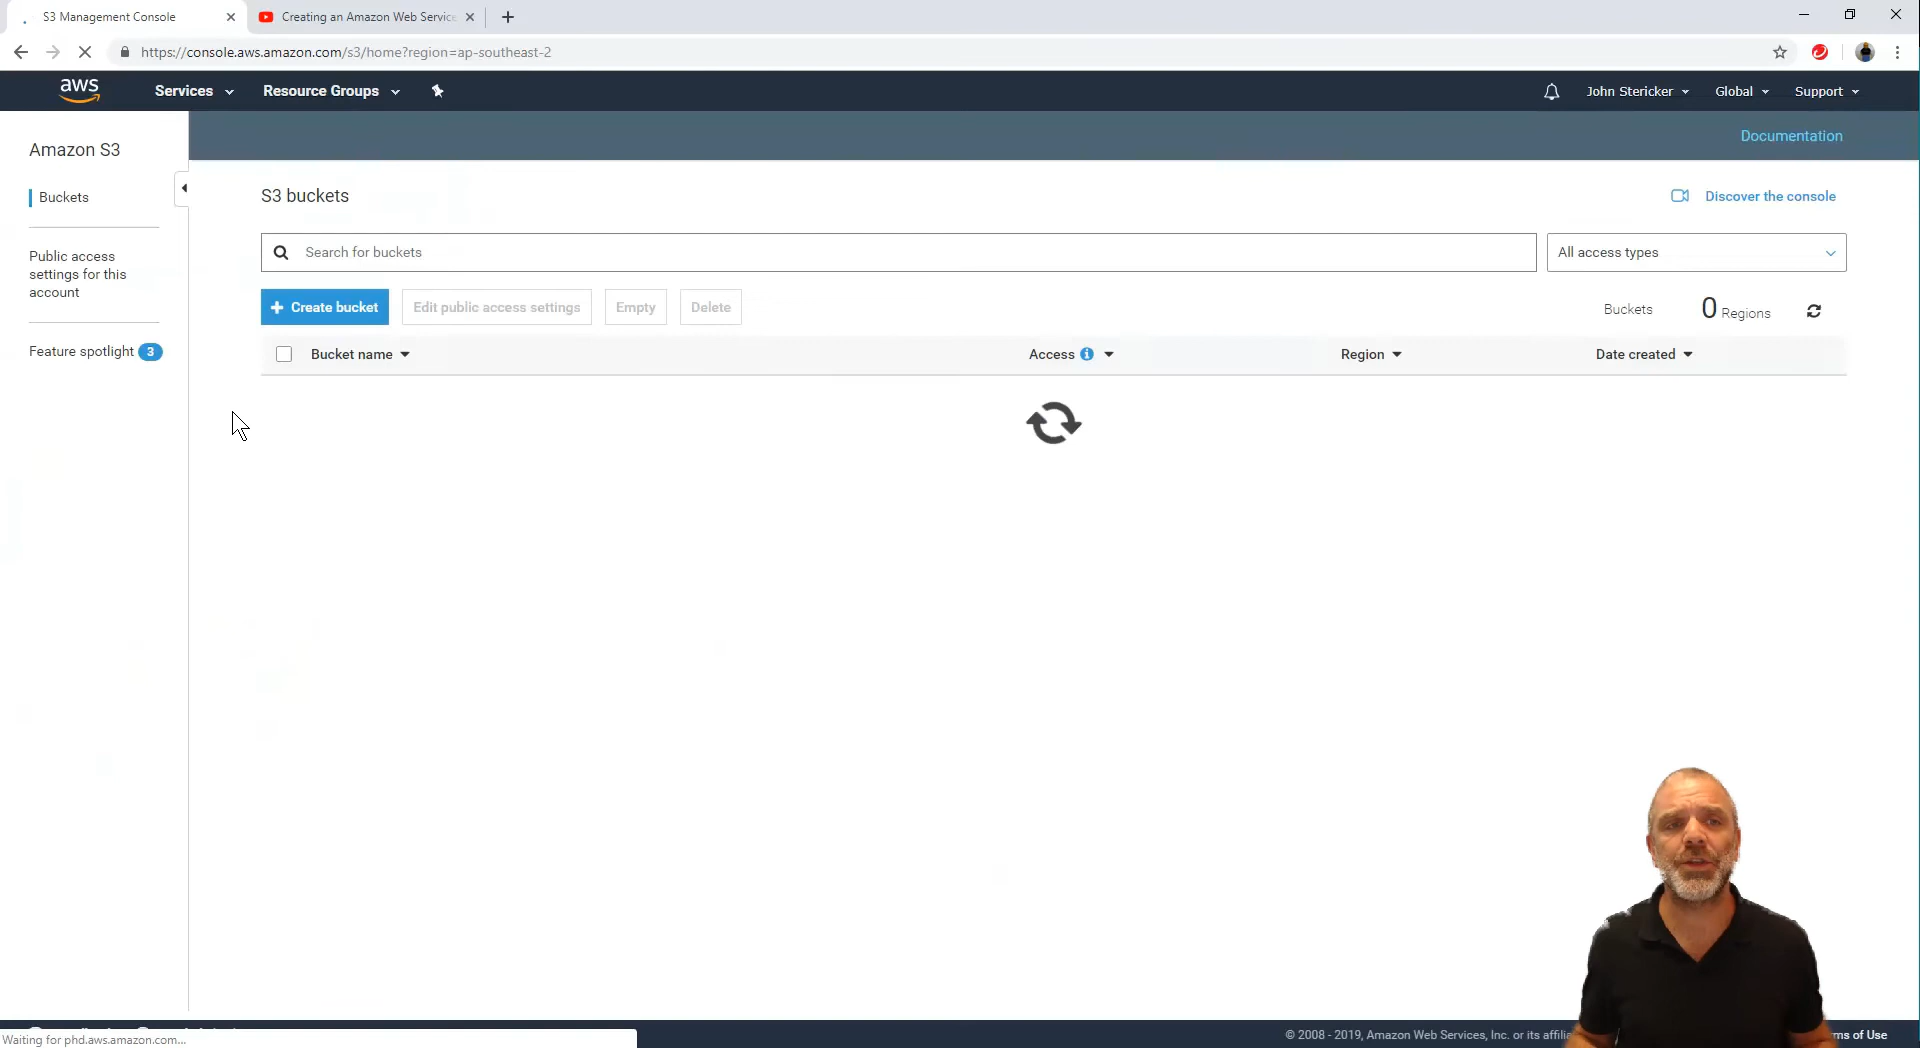 S3 Management Console
Creating an Amazon Web Service
https://console.aws.amazon.com/s3/home?region=ap-southeast-2
aws
Services
Resource Groups
John Stericker
Global
Support
Amazon S3
Documentation
Buckets
S3 buckets
Discover the console
Public access
settings for this
account
Search for buckets
All access types
Create bucket
Edit public access settings
Empty
Delete
Buckets
0 Regions
Feature spotlight 3
Bucket name
Access
Region
Date created
Waiting for phd.aws.amazon.com...
© 2008 - 2019, Amazon Web Services, Inc. or its
ms of Use